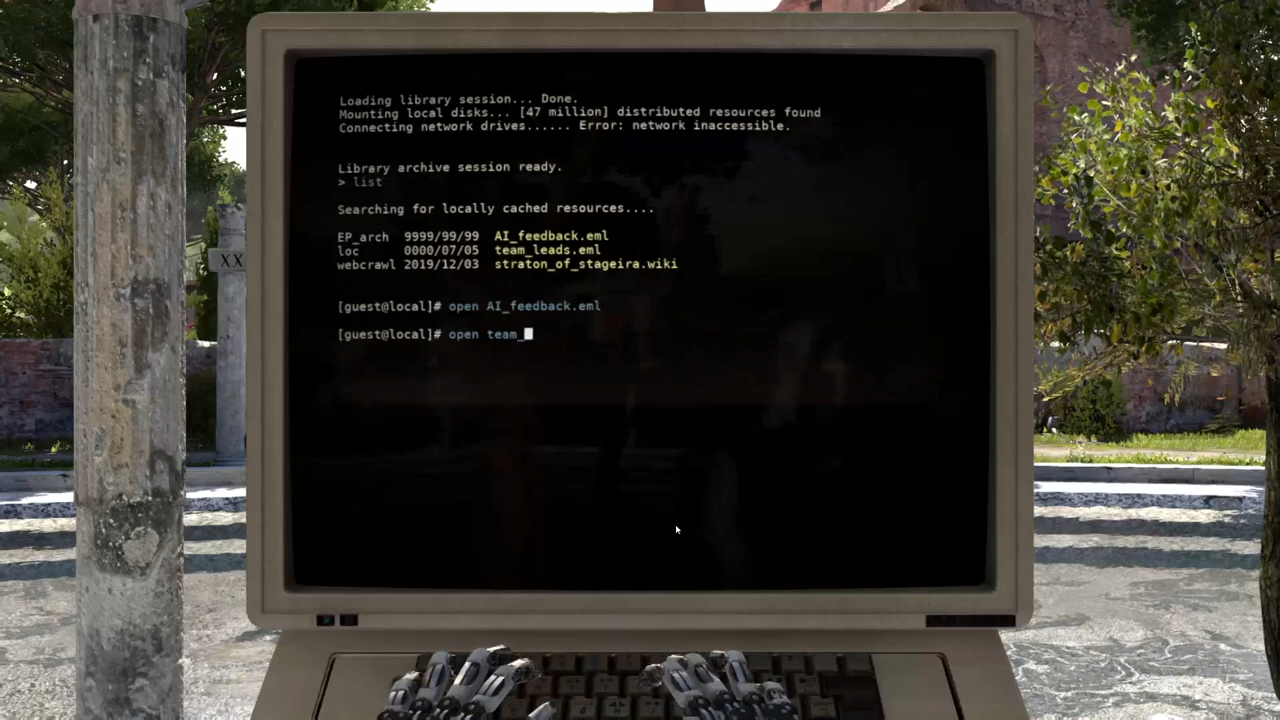 Loading library session... Done.
Mounting local disks... [47 million] distributed resources found
Connecting network drives...... Error: network inaccessible.
Library archive session ready.
> list
Searching for locally cached resources....
EP_arch 9999/99/99 AI_feedback.eml
loc 0000/07/05 team_leads.eml
webcrawl 2019/12/03 straton_of_stageira.wiki
[guest@local]# open AI_feedback.eml
[guest@local]# open team_
XX